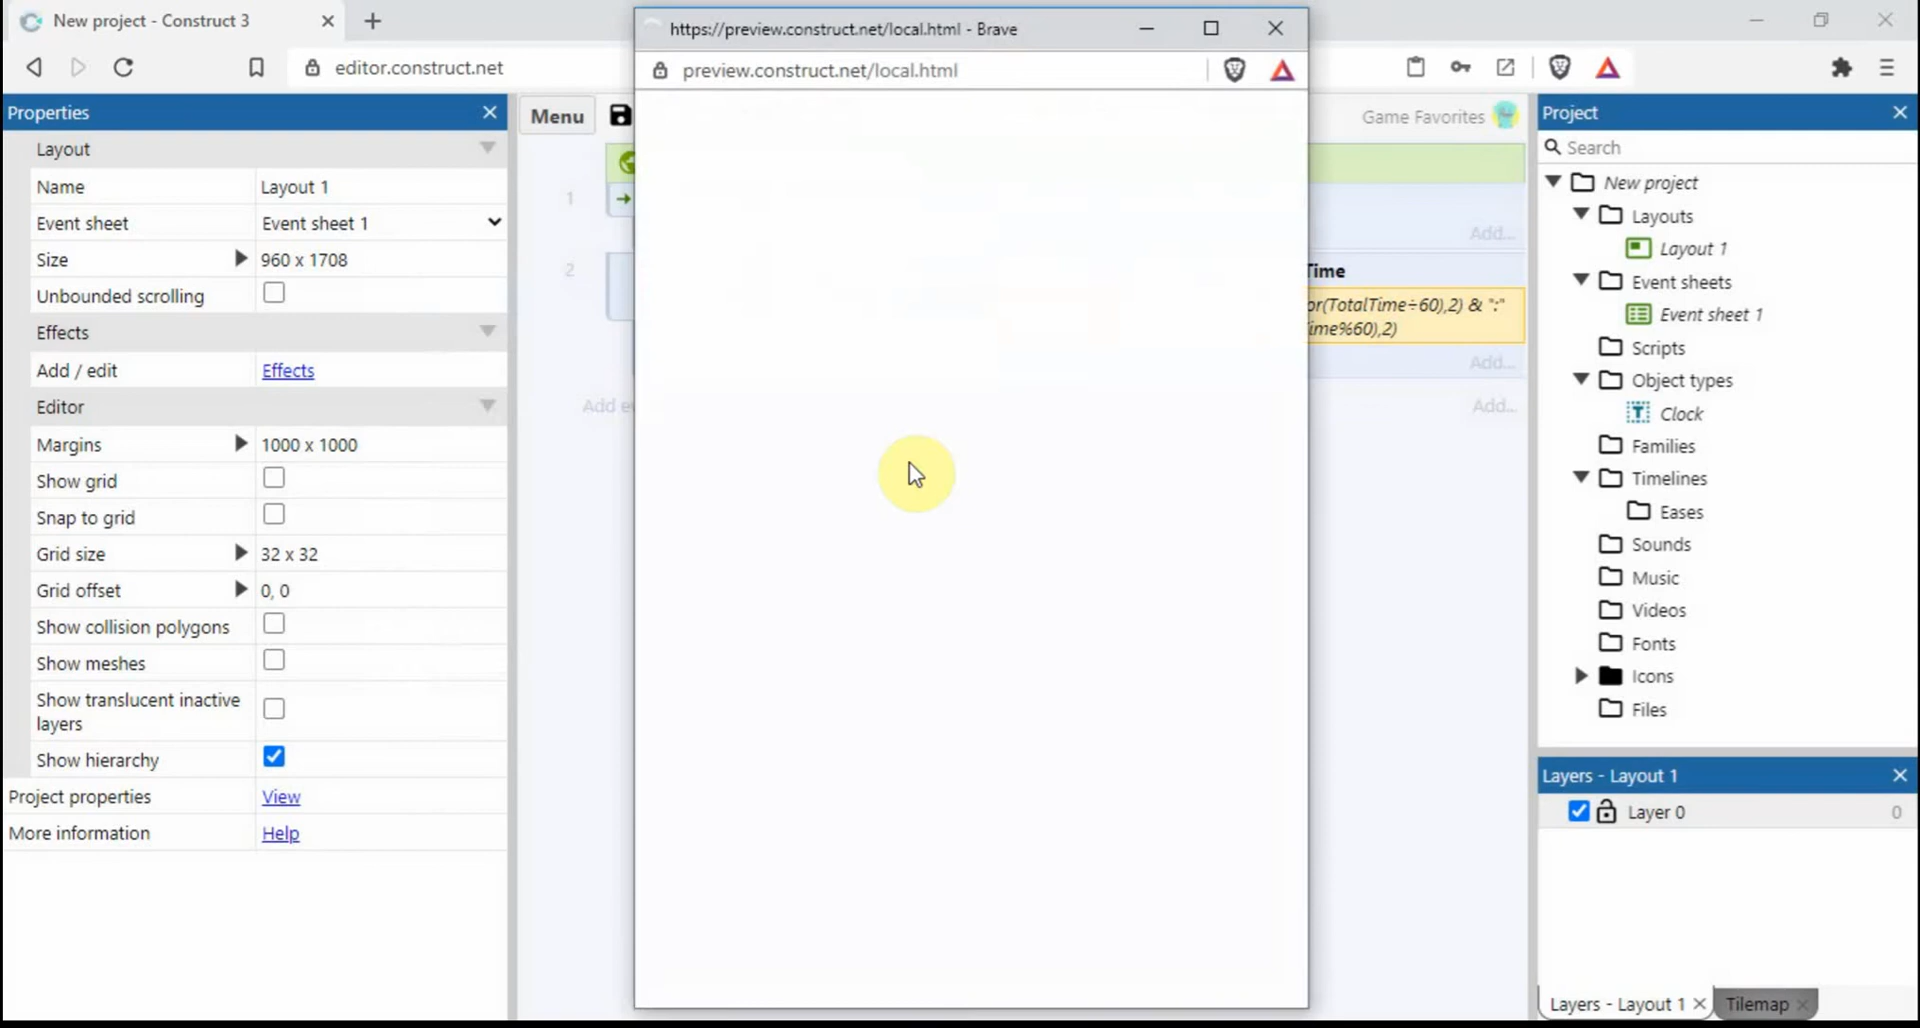 New project - Construct 3
https://preview.construct.net/local.html - Brave
editor.construct.net
preview.construct.net/local.html
Properties
Layout
Name Layout 1
Event sheet Event sheet 1
Size 960 x 1708
Unbounded scrolling
Effects
Add / edit Effects
Editor
Margins 1000 x 1000
Show grid
Snap to grid
Grid size 32 x 32
Grid offset 0, 0
Show collision polygons
Show meshes
Show translucent inactive
layers
Show hierarchy
Project properties View
More information Help
Menu
Game Favorites
1
Add...
2
Time
or(TotalTime÷60),2) & ":"
ime%60),2)
Add...
Add e
Add...
Project
Search
New project
Layouts
Layout 1
Event sheets
Event sheet 1
Scripts
Object types
Clock
Families
Timelines
Eases
Sounds
Music
Videos
Fonts
Icons
Files
Layers - Layout 1
Layer 0 0
Layers - Layout 1
Tilemap